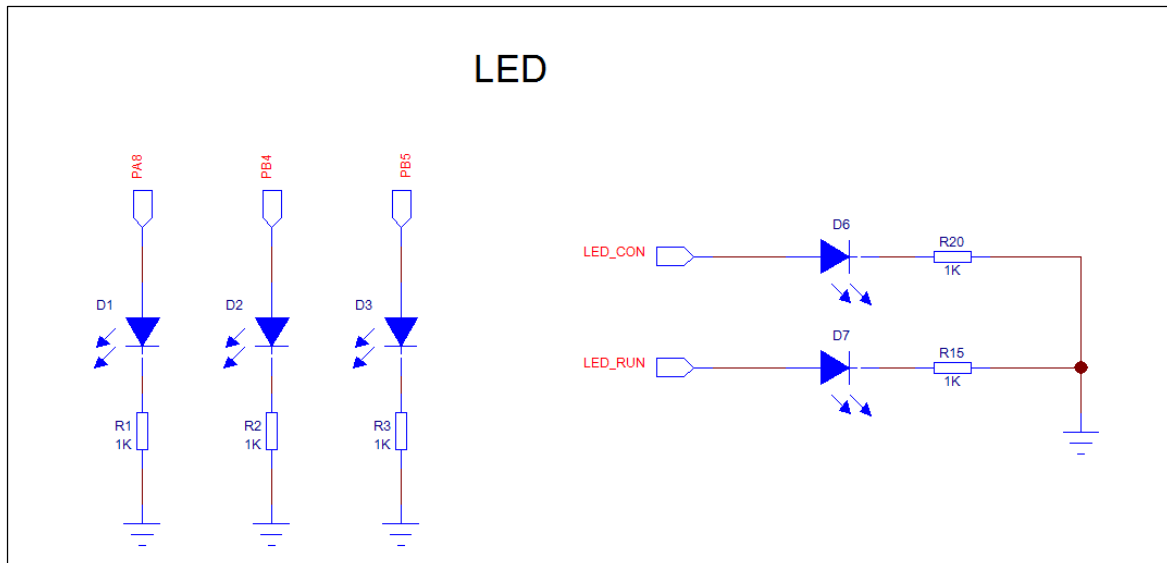 LED
PA8
PB4
PB5
D1
D2
D3
R1
1K
R2
1K
R3
1K
LED_CON
D6
R20
1K
LED_RUN
D7
R15
1K